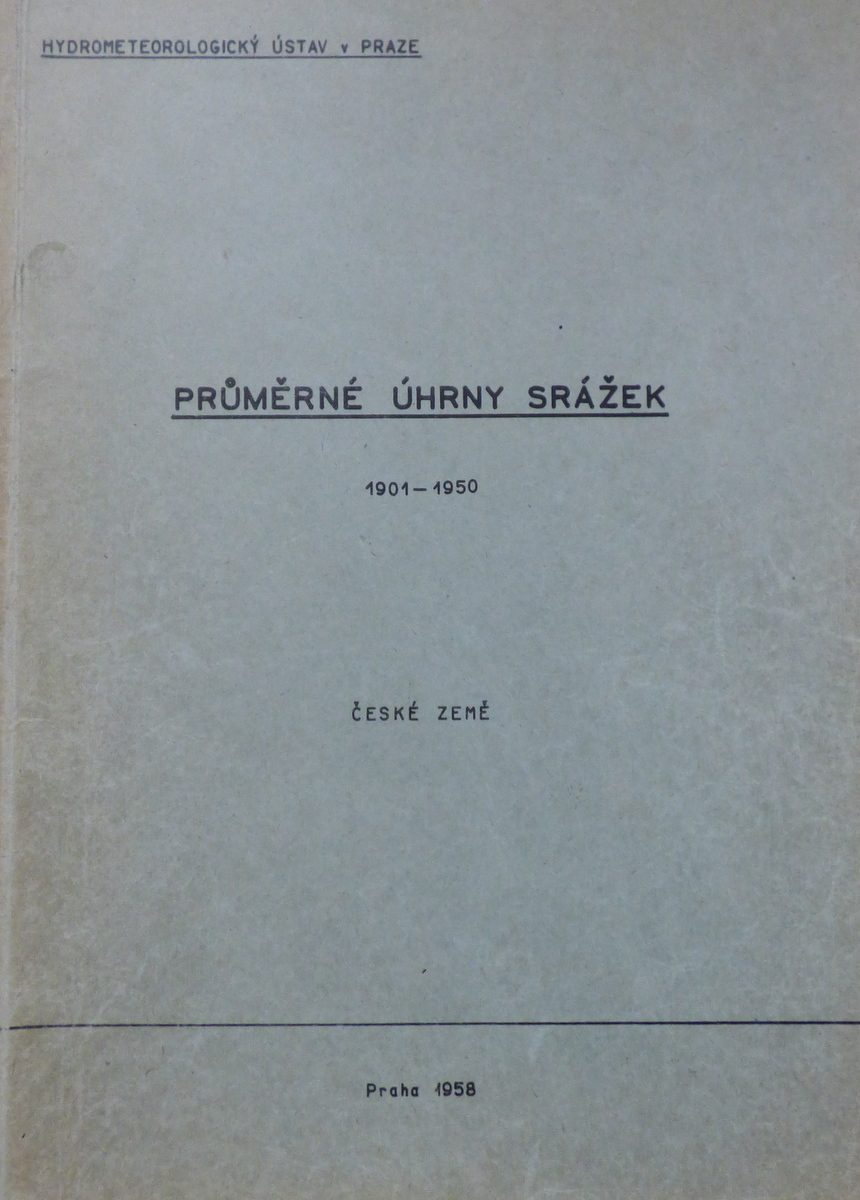 HYDROMETEOROLOGICKÝ ÚSTAV v PRAZE
PRŮMĚRNÉ ÚHRNY SRÁŽEK
1901–1950
ČESKÉ ZEMĚ
Praha 1958